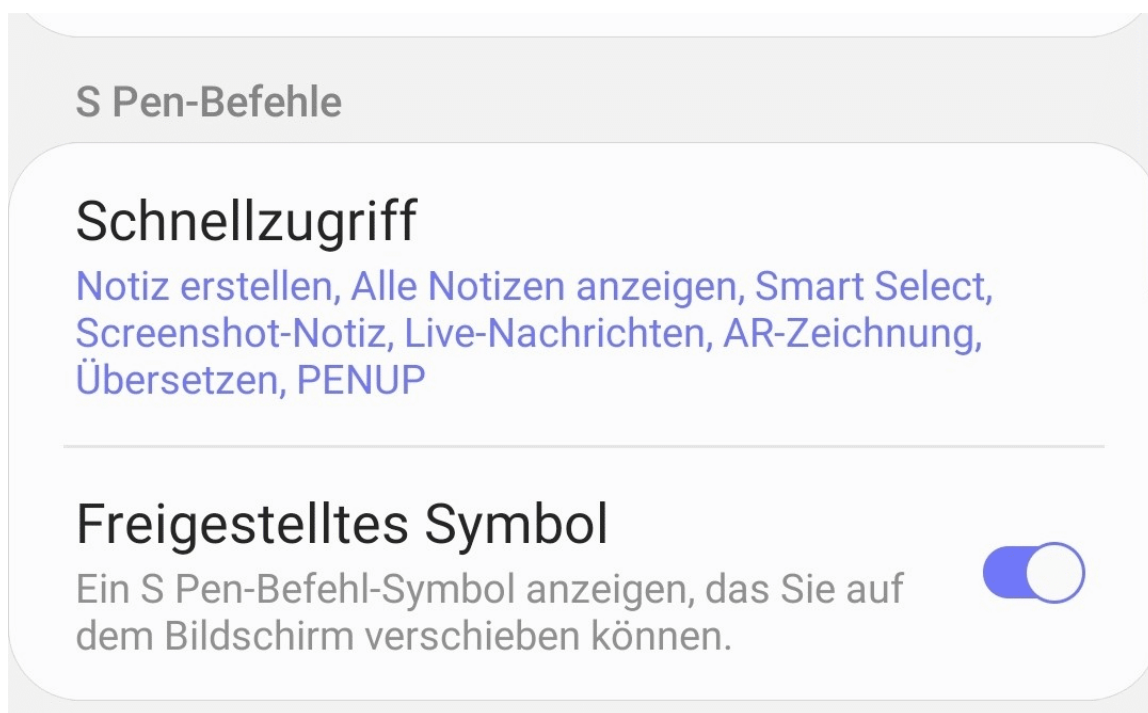 S Pen-Befehle
Schnellzugriff
Notiz erstellen, Alle Notizen anzeigen, Smart Select,
Screenshot-Notiz, Live-Nachrichten, AR-Zeichnung,
Übersetzen, PENUP
Freigestelltes Symbol
Ein S Pen-Befehl-Symbol anzeigen, das Sie auf
dem Bildschirm verschieben können.